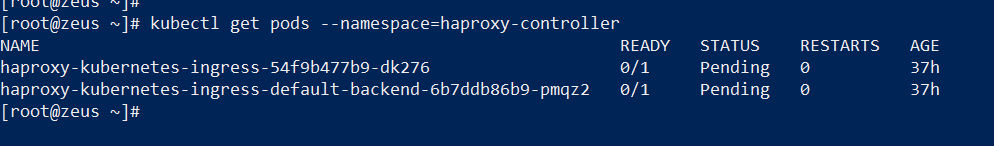 [root@zeus ~]#
[root@zeus ~]# kubectl get pods --namespace=haproxy-controller
NAME READY STATUS RESTARTS AGE
haproxy-kubernetes-ingress-54f9b477b9-dk276 0/1 Pending 0 37h
haproxy-kubernetes-ingress-default-backend-6b7ddb86b9-pmqz2 0/1 Pending 0 37h
[root@zeus ~]#